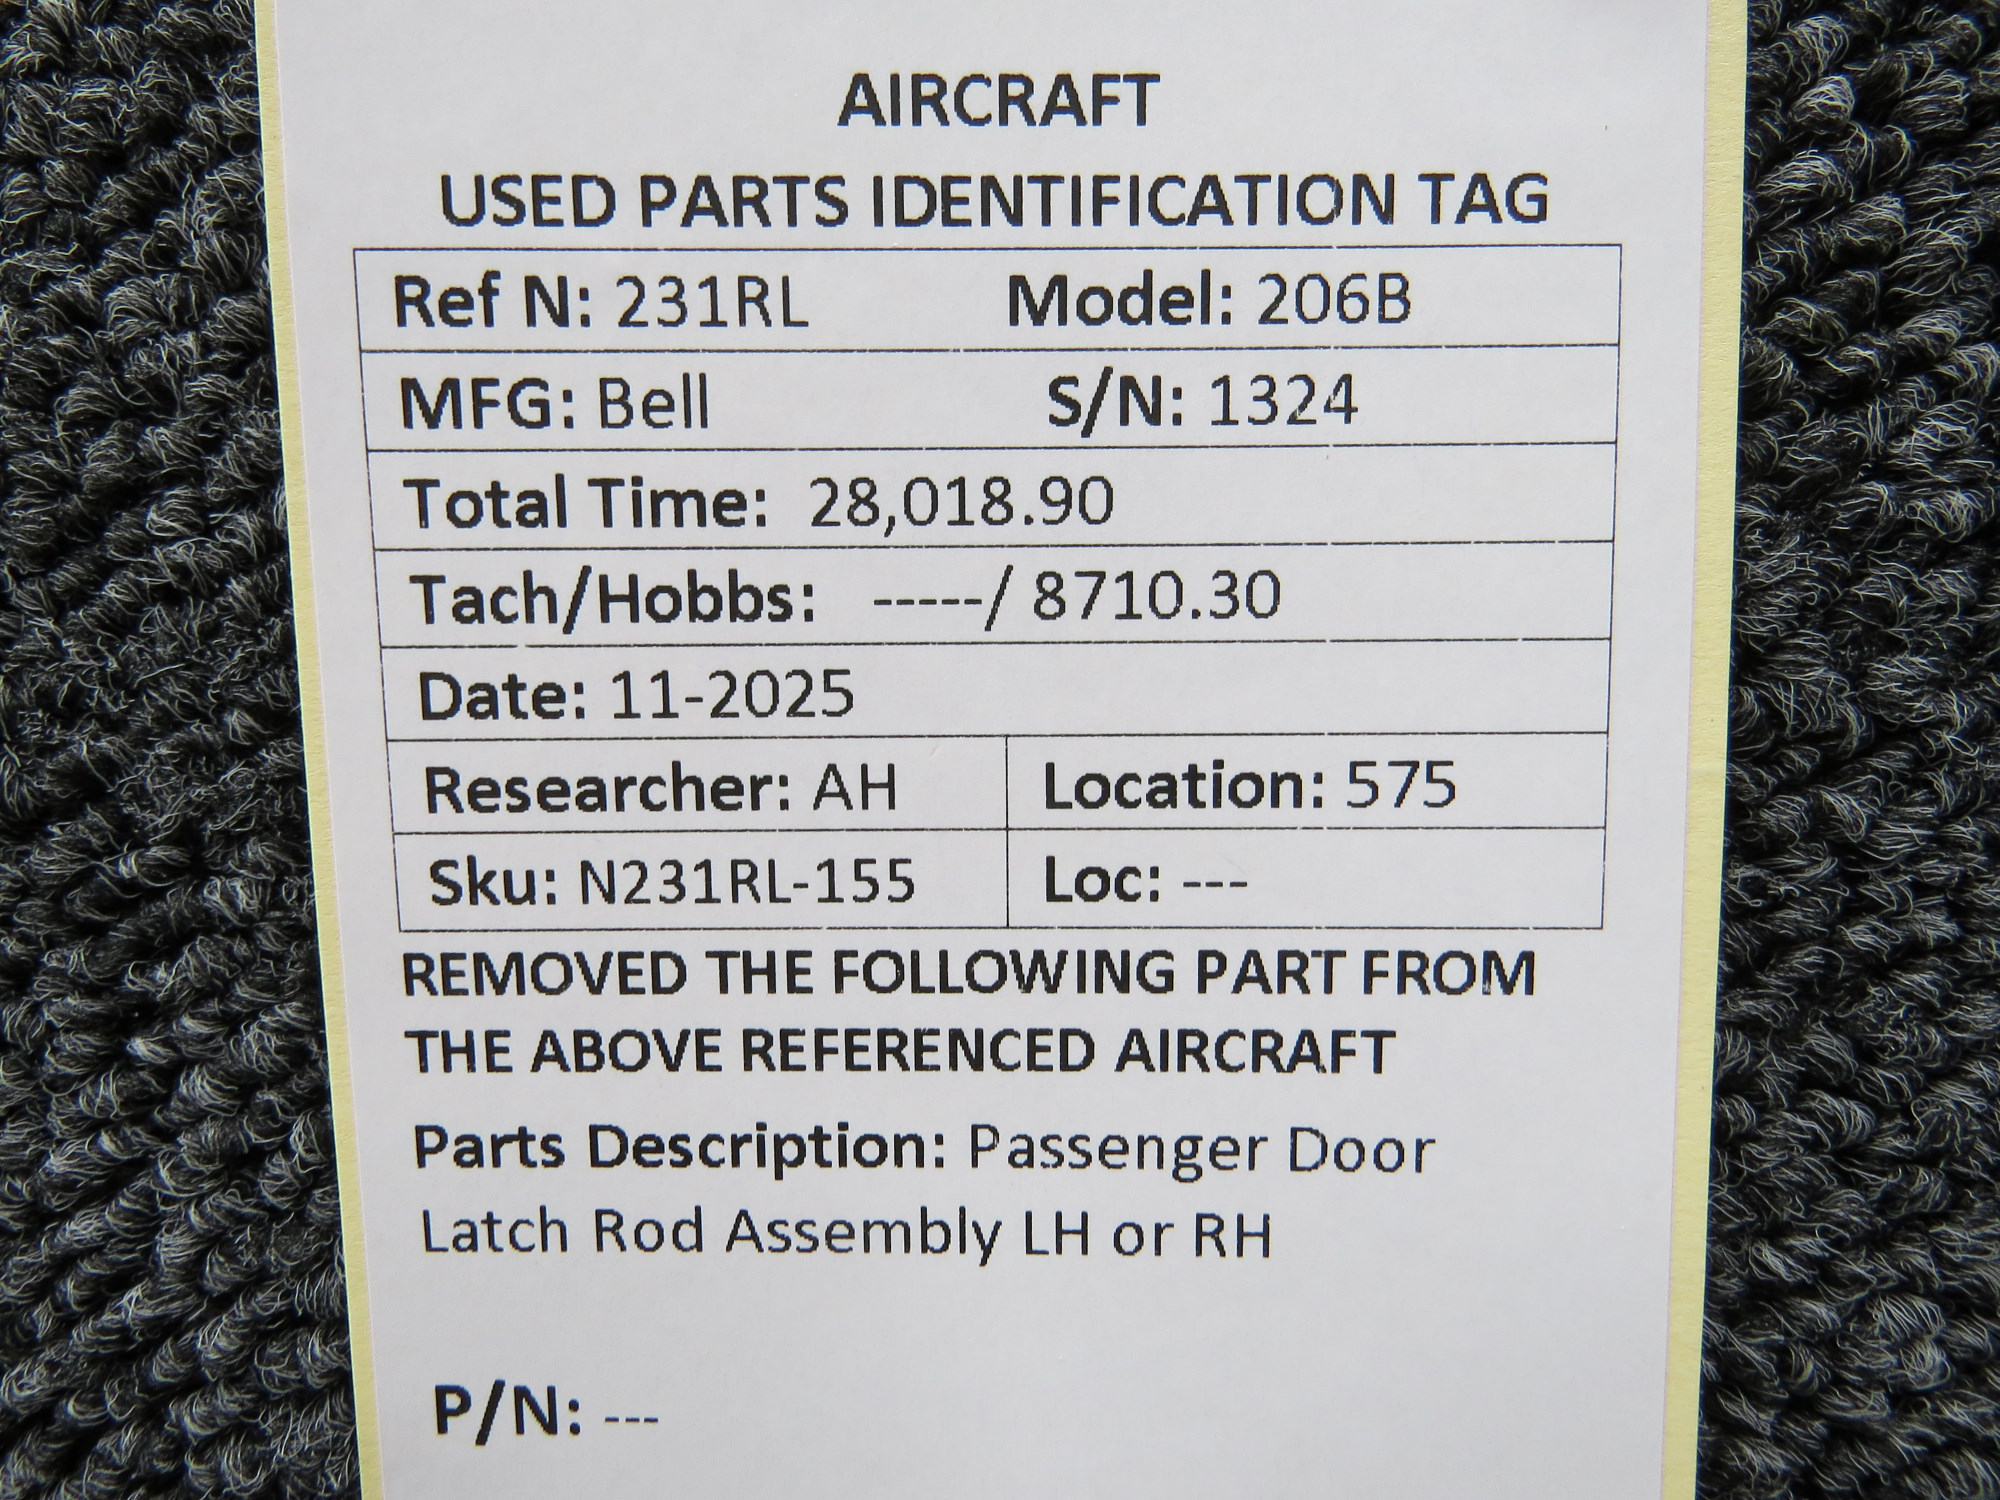 AIRCRAFT
USED PARTS IDENTIFICATION TAG
Ref N: 231RL Model: 206B
MFG: Bell S/N: 1324
Total Time: 28,018.90
Tach/Hobbs: -----/ 8710.30
Date: 11-2025
Researcher: AH Location: 575
Sku: N231RL-155 Loc: ---
REMOVED THE FOLLOWING PART FROM
THE ABOVE REFERENCED AIRCRAFT
Parts Description: Passenger Door
Latch Rod Assembly LH or RH
P/N: ---